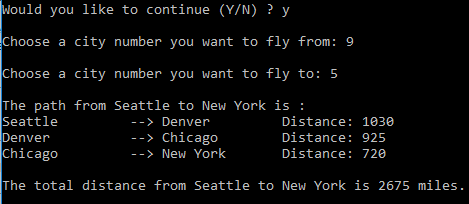 Would you like to continue (Y/N) ? y
Choose a city number you want to fly from: 9
Choose a city number you want to fly to: 5
The path from Seattle to New York is :
Seattle --> Denver Distance: 1030
Denver --> Chicago Distance: 925
Chicago --> New York Distance: 720
The total distance from Seattle to New York is 2675 miles.